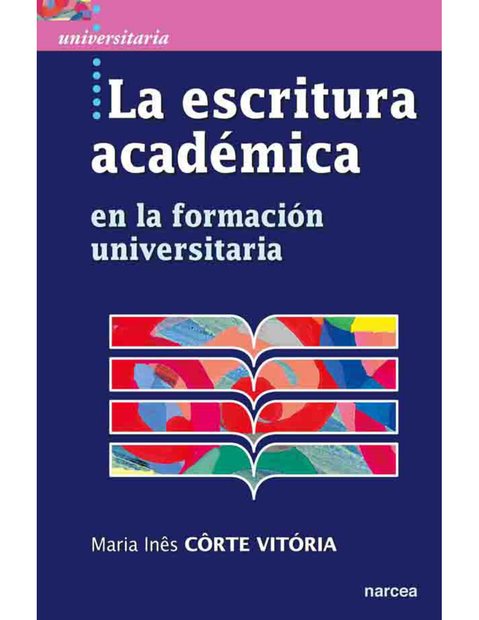 universitaria
La escritura
académica
en la formación
universitaria
Maria Inês CÔRTE VITÓRIA
narcea